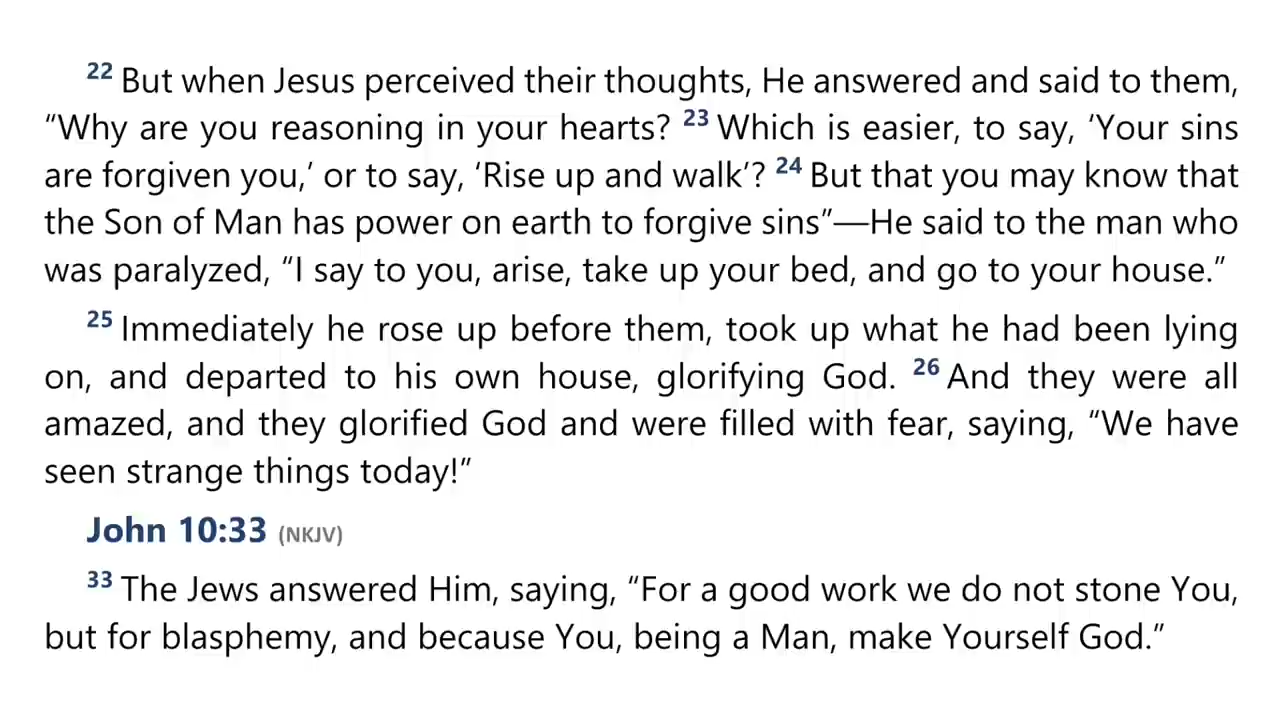 22 But when Jesus perceived their thoughts, He answered and said to them,
“Why are you reasoning in your hearts? 23 Which is easier, to say, ‘Your sins
are forgiven you,’ or to say, ‘Rise up and walk’? 24 But that you may know that
the Son of Man has power on earth to forgive sins”—He said to the man who
was paralyzed, “I say to you, arise, take up your bed, and go to your house.”
25 Immediately he rose up before them, took up what he had been lying
on, and departed to his own house, glorifying God. 26 And they were all
amazed, and they glorified God and were filled with fear, saying, “We have
seen strange things today!”
John 10:33 (NKJV)
33 The Jews answered Him, saying, “For a good work we do not stone You,
but for blasphemy, and because You, being a Man, make Yourself God.”